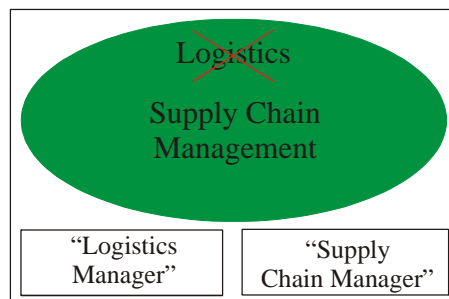 Logistics
Supply Chain
Management
“Logistics
Manager”
“Supply
Chain Manager”